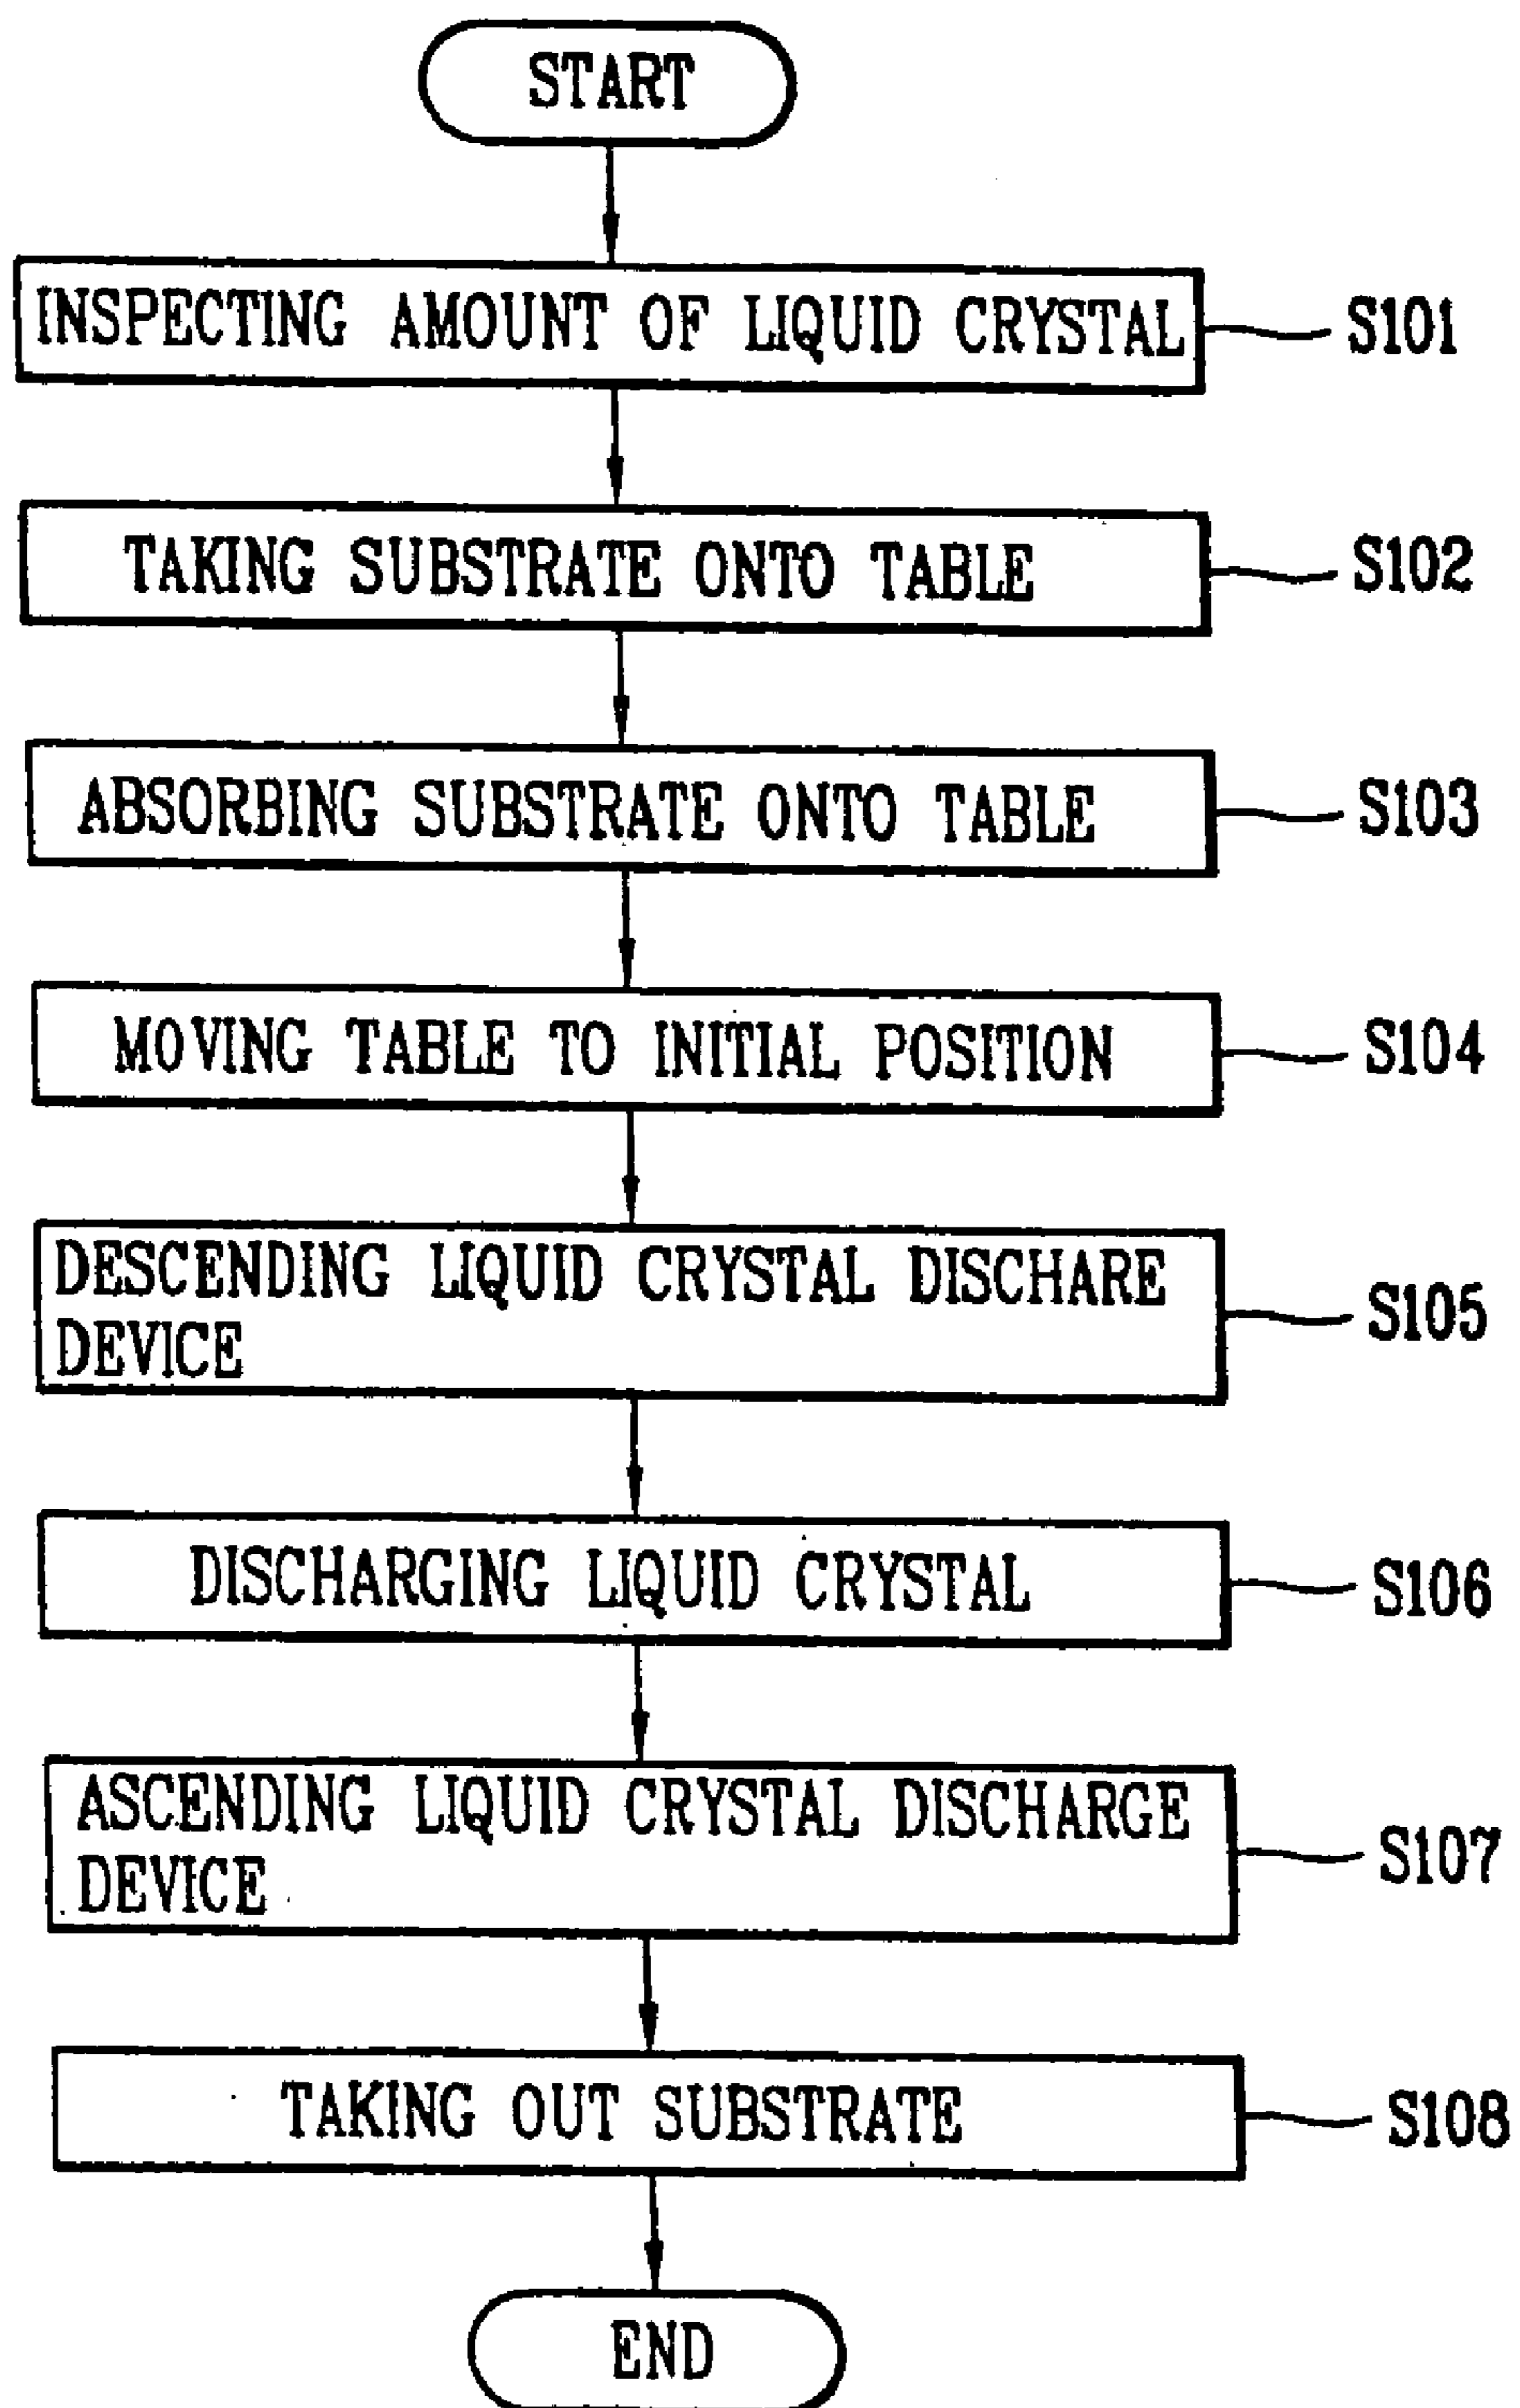 START
INSPECTING AMOUNT OF LIQUID CRYSTAL
S101
TAKING SUBSTRATE ONTO TABLE
S102
ABSORBING SUBSTRATE ONTO TABLE
S103
MOVING TABLE TO INITIAL POSITION
S104
DESCENDING LIQUID CRYSTAL DISCHARE
DEVICE
S105
DISCHARGING LIQUID CRYSTAL
S106
ASCENDING LIQUID CRYSTAL DISCHARGE
DEVICE
S107
TAKING OUT SUBSTRATE
S108
END